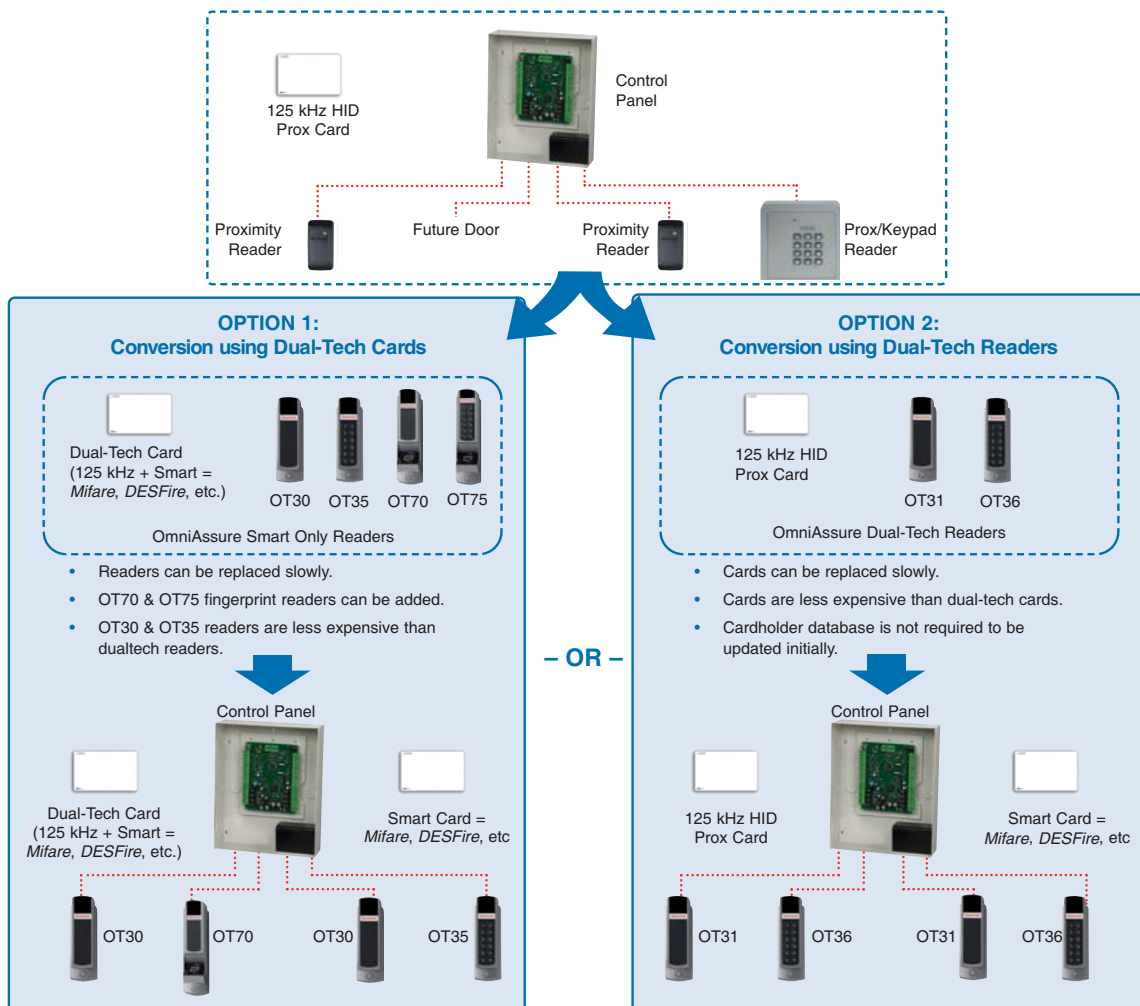 125 kHz HID
Prox Card
Control
Panel
Proximity
Reader
Future Door
Proximity
Reader
Prox/Keypad
Reader
OPTION 1:
Conversion using Dual-Tech Cards
Dual-Tech Card
(125 kHz + Smart =
Mifare, DESFire, etc.)
OT30
OT35
OT70
OT75
OmniAssure Smart Only Readers
• Readers can be replaced slowly.
• OT70 & OT75 fingerprint readers can be added.
• OT30 & OT35 readers are less expensive than
dualtech readers.
Control Panel
Dual-Tech Card
(125 kHz + Smart =
Mifare, DESFire, etc.)
Smart Card =
Mifare, DESFire, etc
OT30
OT70
OT30
OT35
– OR –
OPTION 2:
Conversion using Dual-Tech Readers
125 kHz HID
Prox Card
OT31
OT36
OmniAssure Dual-Tech Readers
• Cards can be replaced slowly.
• Cards are less expensive than dual-tech cards.
• Cardholder database is not required to be
updated initially.
Control Panel
125 kHz HID
Prox Card
Smart Card =
Mifare, DESFire, etc
OT31
OT36
OT31
OT36